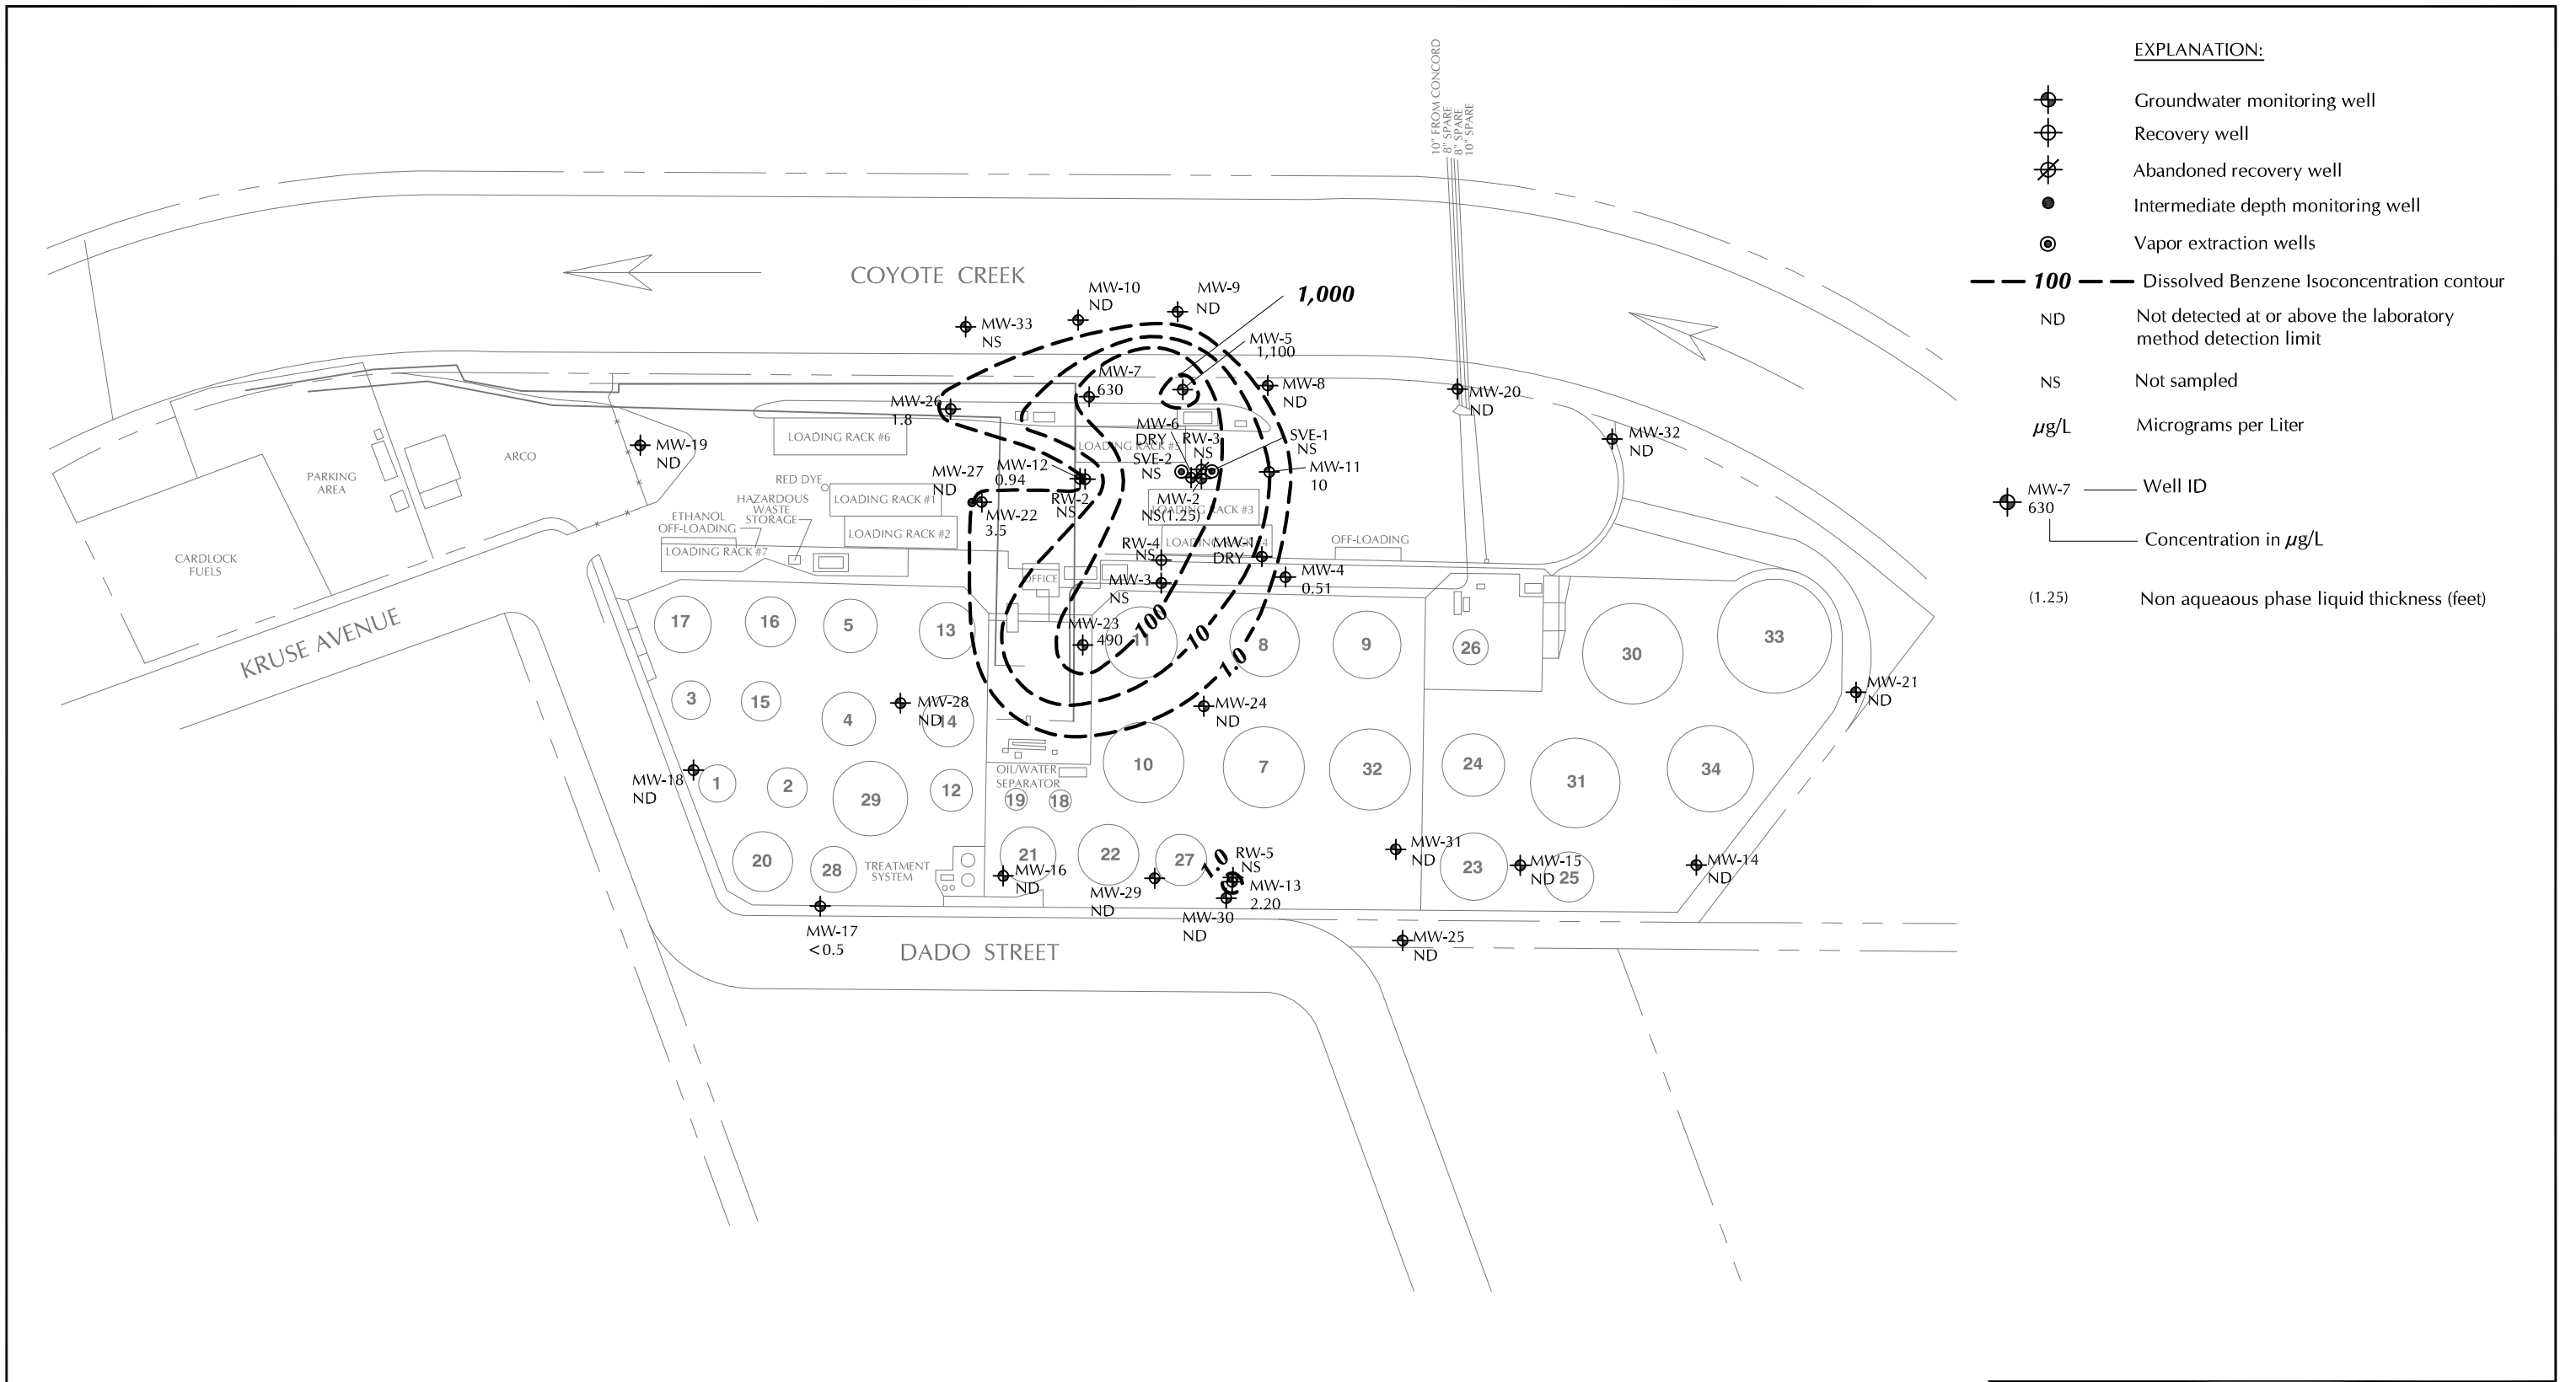 EXPLANATION:
Groundwater monitoring well
Recovery well
Abandoned recovery well
Intermediate depth monitoring well
Vapor extraction wells
100
Dissolved Benzene Isoconcentration contour
ND
Not detected at or above the laboratory
method detection limit
NS
Not sampled
µg/L
Micrograms per Liter
MW-7
630
Well ID
Concentration in µg/L
(1.25)
Non aqueaous phase liquid thickness (feet)
10" FROM CONCORD
8" SPARE
8" SPARE
10" SPARE
COYOTE CREEK
MW-10
ND
MW-9
ND
1,000
MW-33
NS
MW-5
1,100
MW-7
630
MW-8
ND
MW-20
ND
MW-26
1.8
MW-32
ND
LOADING RACK #6
MW-6
DRY
RW-3
NS
SVE-1
NS
LOADING RACK #5
MW-19
ND
ARCO
PARKING
AREA
SVE-2
NS
MW-11
10
MW-12
0.94
MW-27
ND
RED DYE
LOADING RACK #1
HAZARDOUS
WASTE
STORAGE
RW-2
NS
MW-2
NS(1.25)
LOADING RACK #3
MW-22
3.5
ETHANOL
OFF-LOADING
LOADING RACK #2
LOADING RACK #7
RW-4
NS
MW-1
DRY
LOADING RACK #4
OFF-LOADING
CARDLOCK
FUELS
OFFICE
MW-3
NS
MW-4
0.51
KRUSE AVENUE
17
16
5
13
MW-23
490
100
11
10
1.0
8
9
26
30
33
3
15
4
MW-28
ND
14
MW-24
ND
MW-21
ND
MW-18
ND
1
2
29
12
OIL/WATER
SEPARATOR
19
18
10
7
32
24
31
34
20
28
TREATMENT
SYSTEM
21
MW-16
ND
22
27
1.0
RW-5
NS
MW-13
2.20
MW-29
ND
MW-30
ND
MW-31
ND
23
MW-15
ND
25
MW-14
ND
MW-17
<0.5
DADO STREET
MW-25
ND